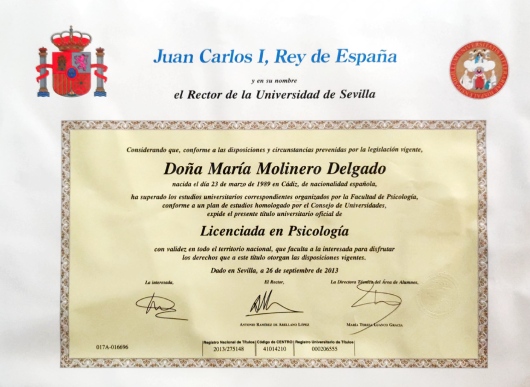 Juan Carlos I, Rey de España
y en su nombre
el Rector de la Universidad de Sevilla
Considerando que, conforme a las disposiciones y circunstancias prevenidas por la legislación vigente,
Doña María Molinero Delgado
nacida el día 23 de marzo de 1989 en Cádiz, de nacionalidad española,
ha superado los estudios universitarios correspondientes organizados por la Facultad de Psicología,
conforme a un plan de estudios homologado por el Consejo de Universidades,
expide el presente título universitario oficial de
Licenciada en Psicología
con validez en todo el territorio nacional, que faculta a la interesada para disfrutar
los derechos que a este título otorgan las disposiciones vigentes.
Dado en Sevilla, a 26 de septiembre de 2013
La interesada, El Rector, La Directora Técnica del Área de Alumnos,
Antonio Ramírez de Arellano López María Teresa Gracia
017A-016696
Registro Nacional de Títulos Código de CENTRO Registro Universitario de Títulos
2013/275148 41014210 000206555